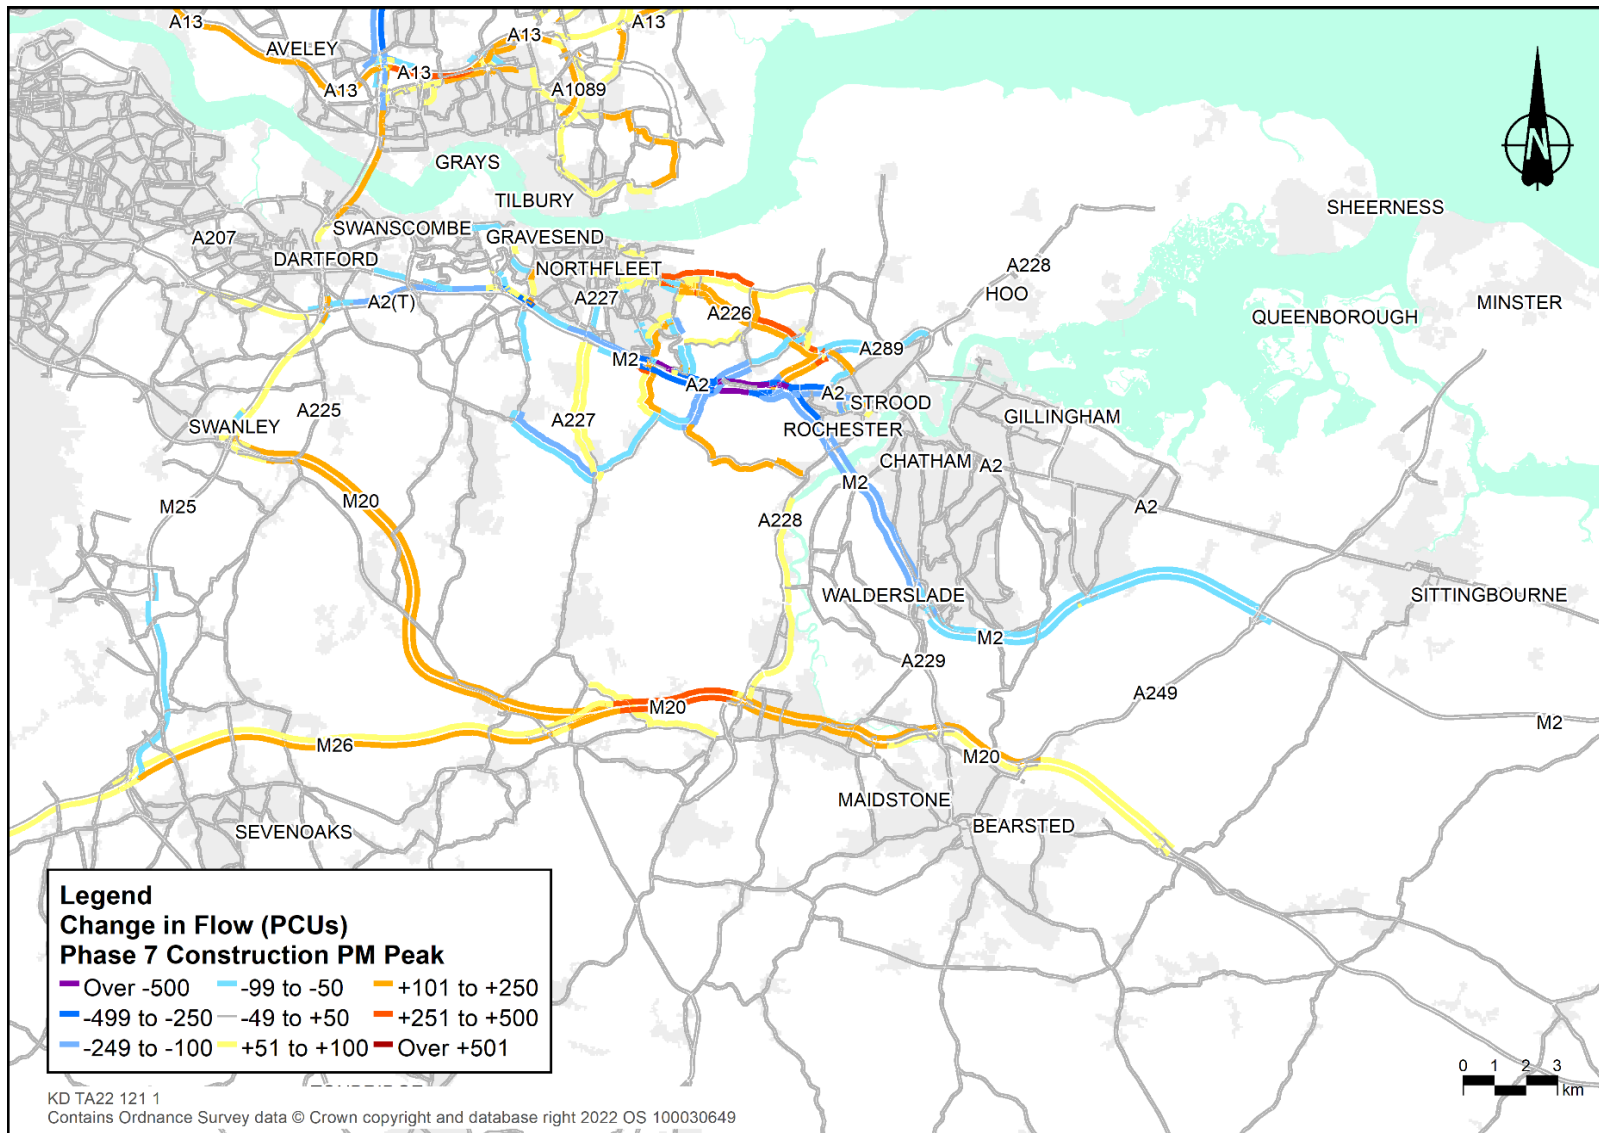 A13
A13
A13
AVELEY
A13
A13
A1089
N
GRAYS
TILBURY
SHEERNESS
SWANSCOMBE
A207
GRAVESEND
DARTFORD
NORTHFLEET
A228
HOO
A2(T)
A227
MINSTER
A226
QUEENBOROUGH
A289
M2
A2
A2
STROOD
A225
A227
GILLINGHAM
SWANLEY
ROCHESTER
CHATHAM
A2
M2
M20
M25
A2
A228
WALDERSLADE
SITTINGBOURNE
M2
A229
A249
M20
M2
M26
M20
MAIDSTONE
BEARSTED
SEVENOAKS
Legend
Change in Flow (PCUs)
Phase 7 Construction PM Peak
Over -500 -99 to -50 +101 to +250
-499 to -250 -49 to +50 +251 to +500
-249 to -100 +51 to +100 Over +501
0 1 2 3
km
KD TA22 121 1
Contains Ordnance Survey data © Crown copyright and database right 2022 OS 100030649